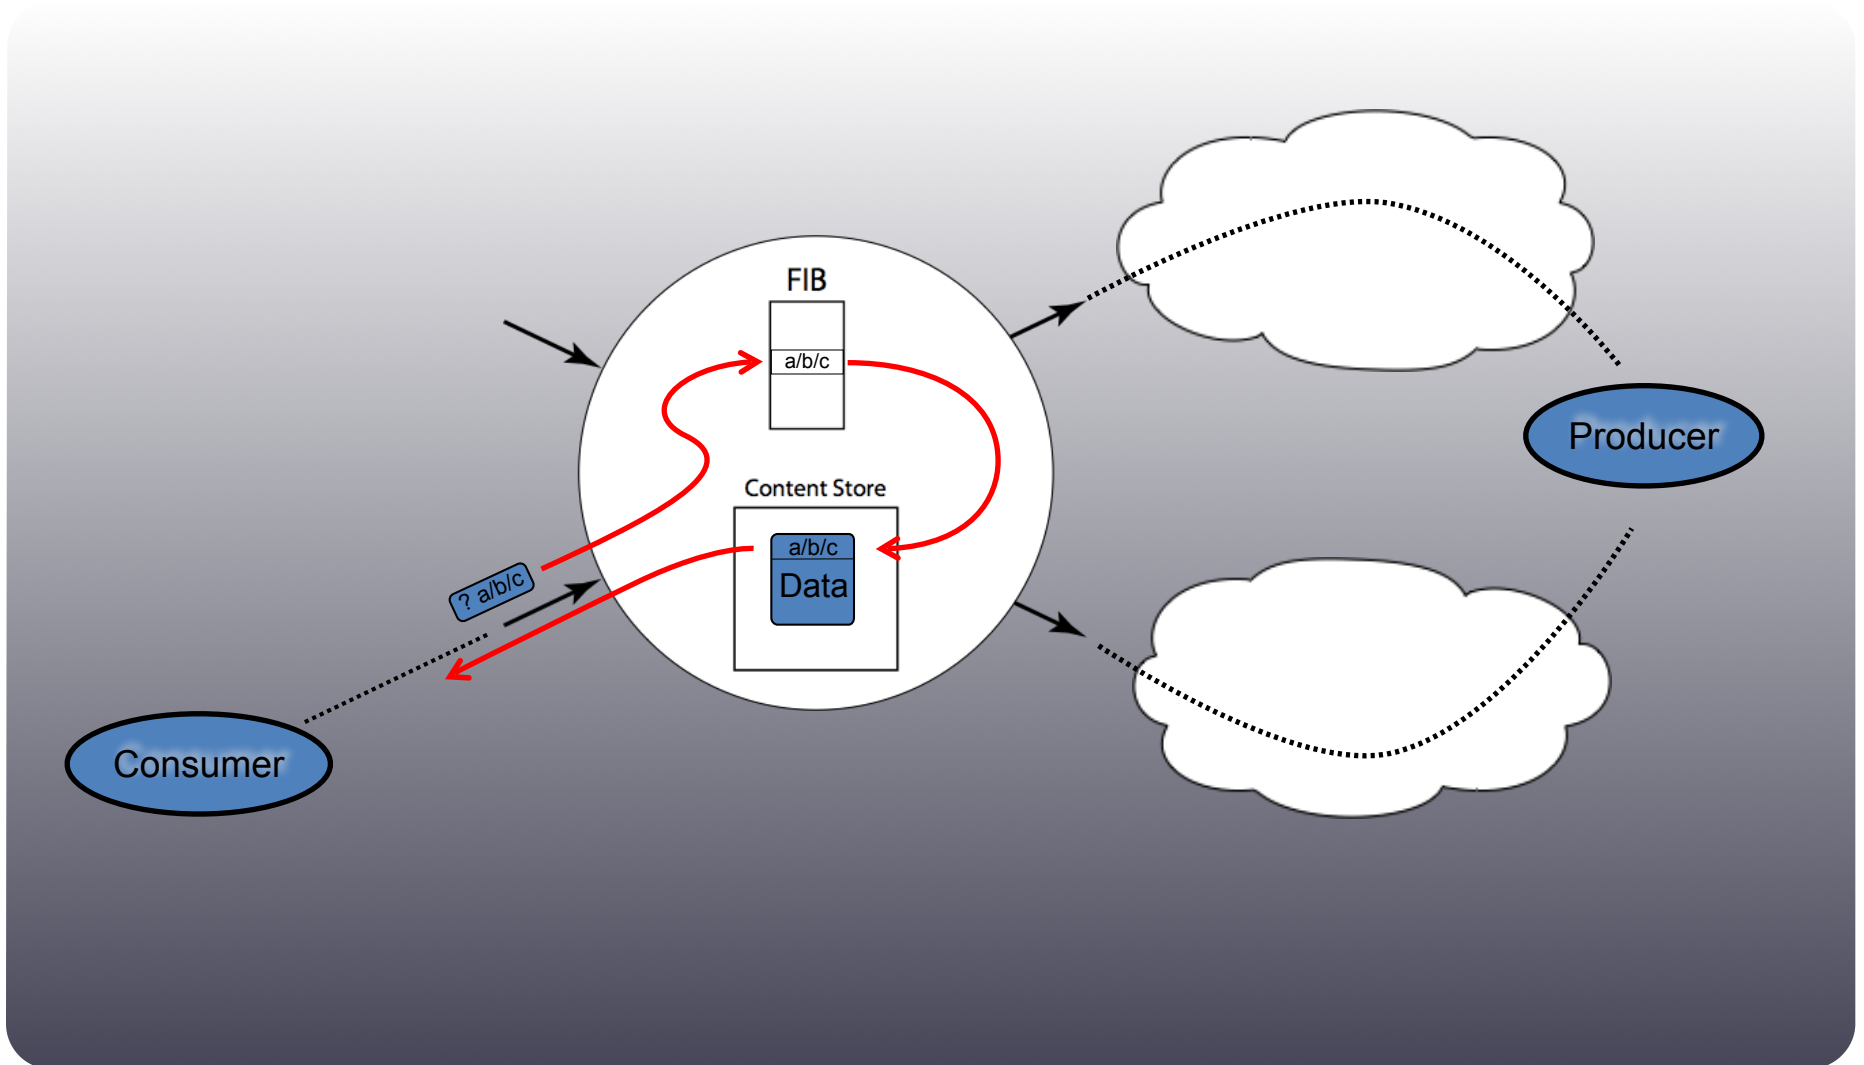 FIB
a/b/c
Content Store
a/b/c
Data
? a/b/c
Producer
Consumer